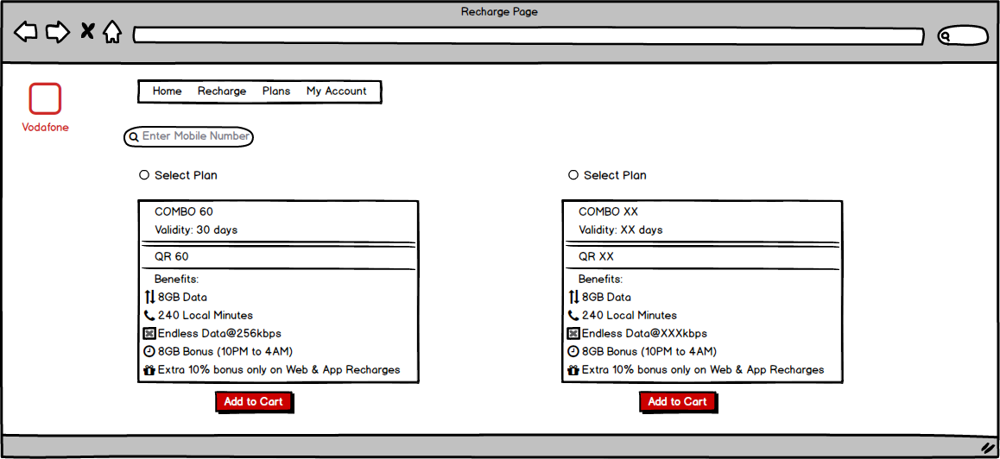 Recharge Page
Home Recharge Plans My Account
Vodafone
Enter Mobile Number
Select Plan
COMBO 60
Validity: 30 days
QR 60
Benefits:
8GB Data
240 Local Minutes
Endless Data@256kbps
8GB Bonus (10PM to 4AM)
Extra 10% bonus only on Web & App Recharges
Add to Cart
Select Plan
COMBO XX
Validity: XX days
QR XX
Benefits:
8GB Data
240 Local Minutes
Endless Data@XXXkbps
8GB Bonus (10PM to 4AM)
Extra 10% bonus only on Web & App Recharges
Add to Cart